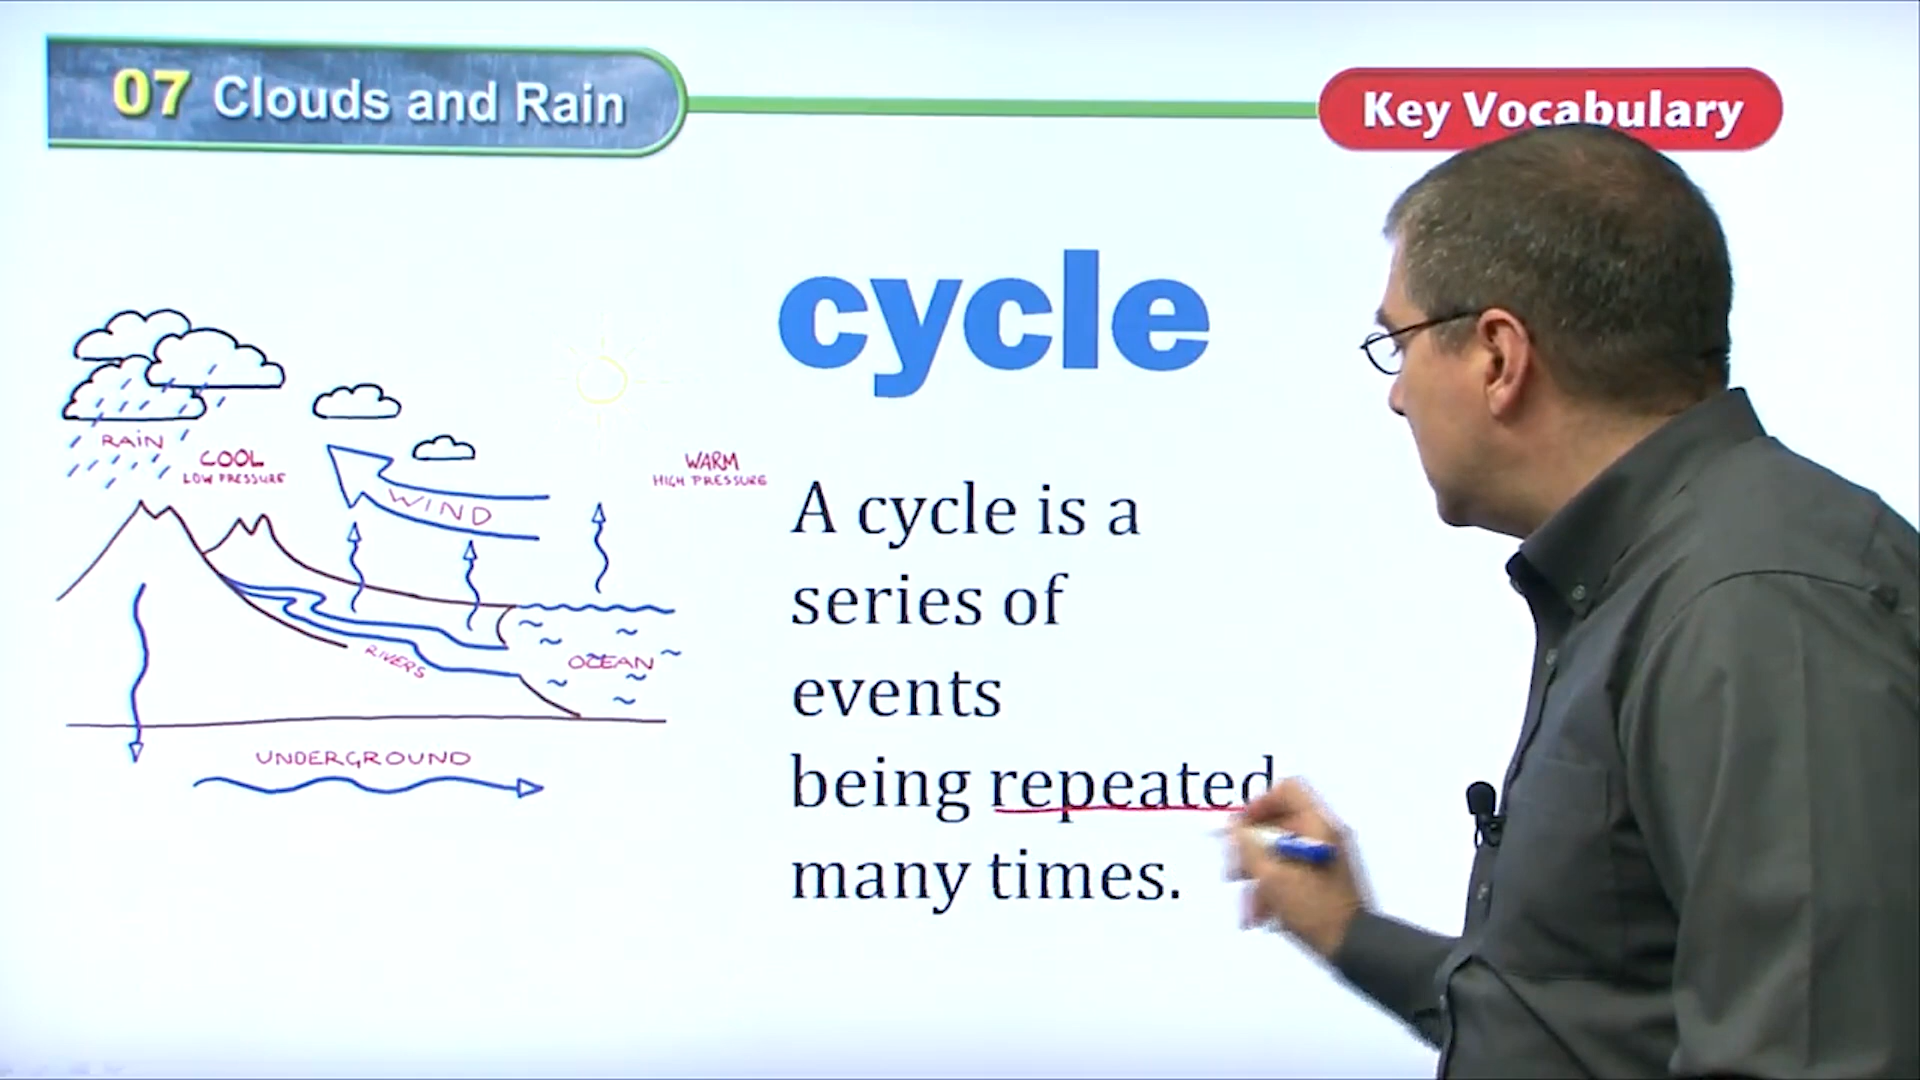 07 Clouds and Rain
Key Vocabulary
cycle
A cycle is a
series of
events
being repeated
many times.
RAIN
COOL
LOW PRESSURE
WIND
WARM
HIGH PRESSURE
RIVERS
OCEAN
UNDERGROUND